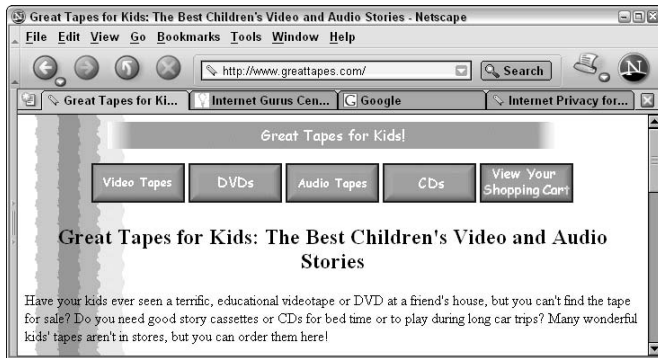 Great Tapes for Kids: The Best Children's Video and Audio Stories - Netscape
File Edit View Go Bookmarks Tools Window Help
http://www.greattapes.com/ Search N
Great Tapes for Ki... Internet Gurus Cen... G Google Internet Privacy for...
Great Tapes for Kids!
Video Tapes DVDs Audio Tapes CDs View Your Shopping Cart
Great Tapes for Kids: The Best Children's Video and Audio
Stories
Have your kids ever seen a terrific, educational videotape or DVD at a friend's house, but you can't find the tape
for sale? Do you need good story cassettes or CDs for bed time or to play during long car trips? Many wonderful
kids' tapes aren't in stores, but you can order them here!